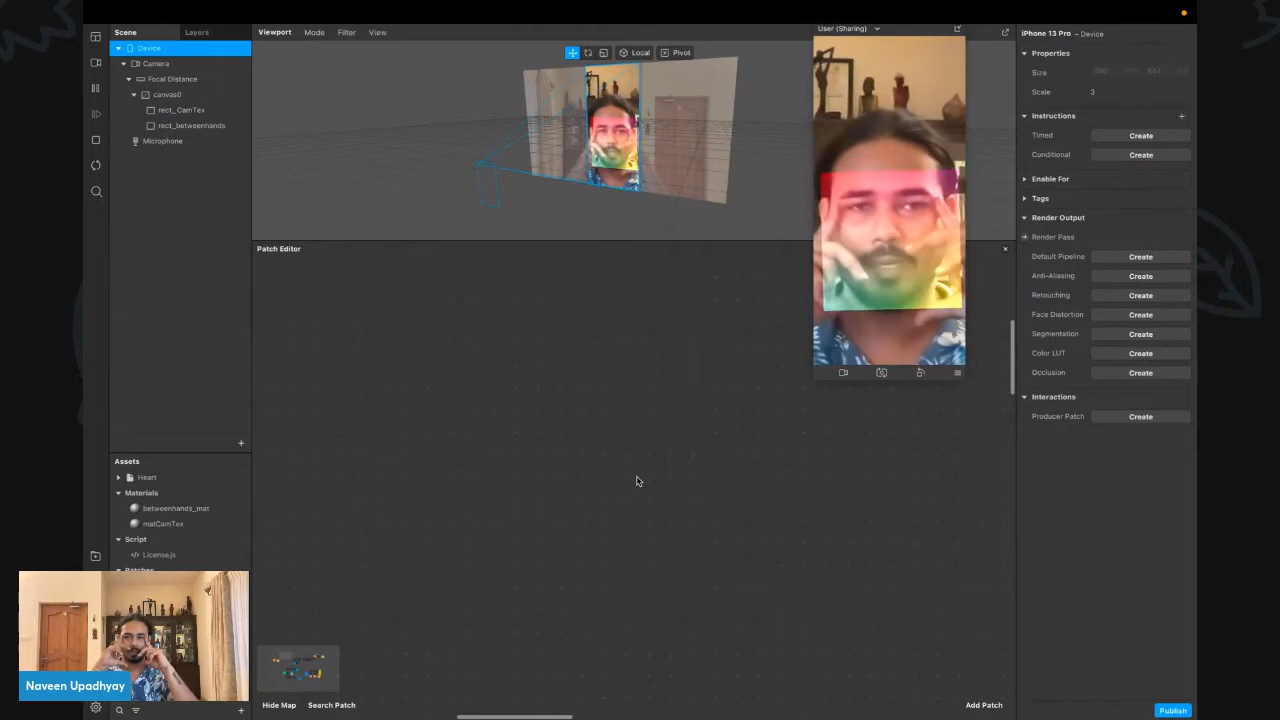 Scene Layers
Device
Camera
Focal Distance
canvas0
rect_CamTex
rect_betweenhands
Microphone
Assets
Heart
Materials
betweenhands_mat
matCamTex
Script
License.js
Patches
Viewport Mode Filter View
Local Pivot
User (Sharing)
Patch Editor
Hide Map Search Patch
Add Patch
iPhone 13 Pro – Device
Properties
Size
Scale 3
Instructions
Timed Create
Conditional Create
Enable For
Tags
Render Output
Render Pass
Default Pipeline Create
Anti-Aliasing Create
Retouching Create
Face Distortion Create
Segmentation Create
Color LUT Create
Occlusion Create
Interactions
Producer Patch Create
Publish
Naveen Upadhyay